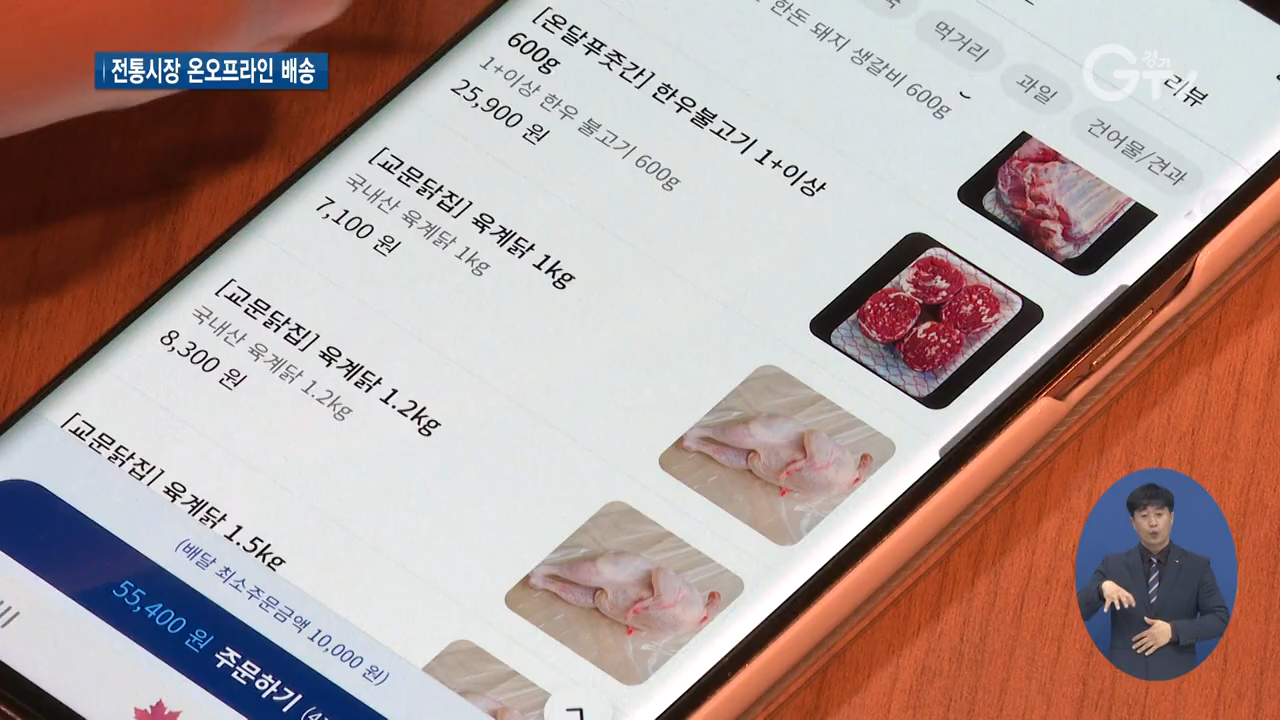 전통시장 온오프라인 배송
경기
GTV
먹거리
과일
리뷰
건어물/견과
한돈 돼지 생갈비 600g
[온달푸줏간] 한우불고기 1+이상
600g
1+이상 한우 불고기 600g
25,900 원
[교문닭집] 육계닭 1kg
국내산 육계닭 1kg
7,100 원
[교문닭집] 육계닭 1.2kg
국내산 육계닭 1.2kg
8,300 원
[교문닭집] 육계닭 1.5kg
(배달 최소주문금액 10,000 원)
55,400 원 주문하기